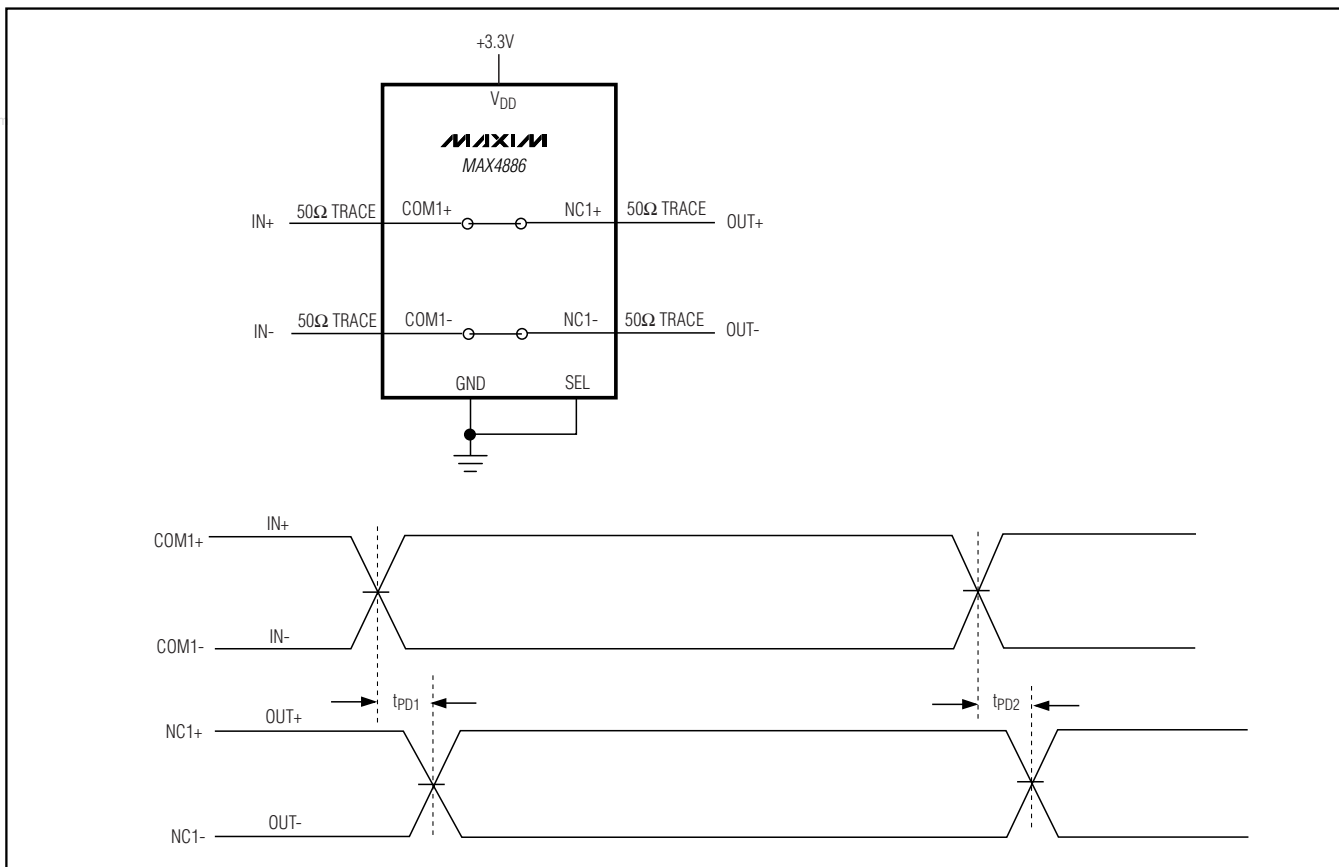 +3.3V
VDD
MAXIM
MAX4886
IN+ 50Ω TRACE COM1+ NC1+ 50Ω TRACE OUT+
IN- 50Ω TRACE COM1- NC1- 50Ω TRACE OUT-
GND SEL
COM1+ IN+
COM1- IN-
tPD1 tPD2
NC1+ OUT+
NC1- OUT-